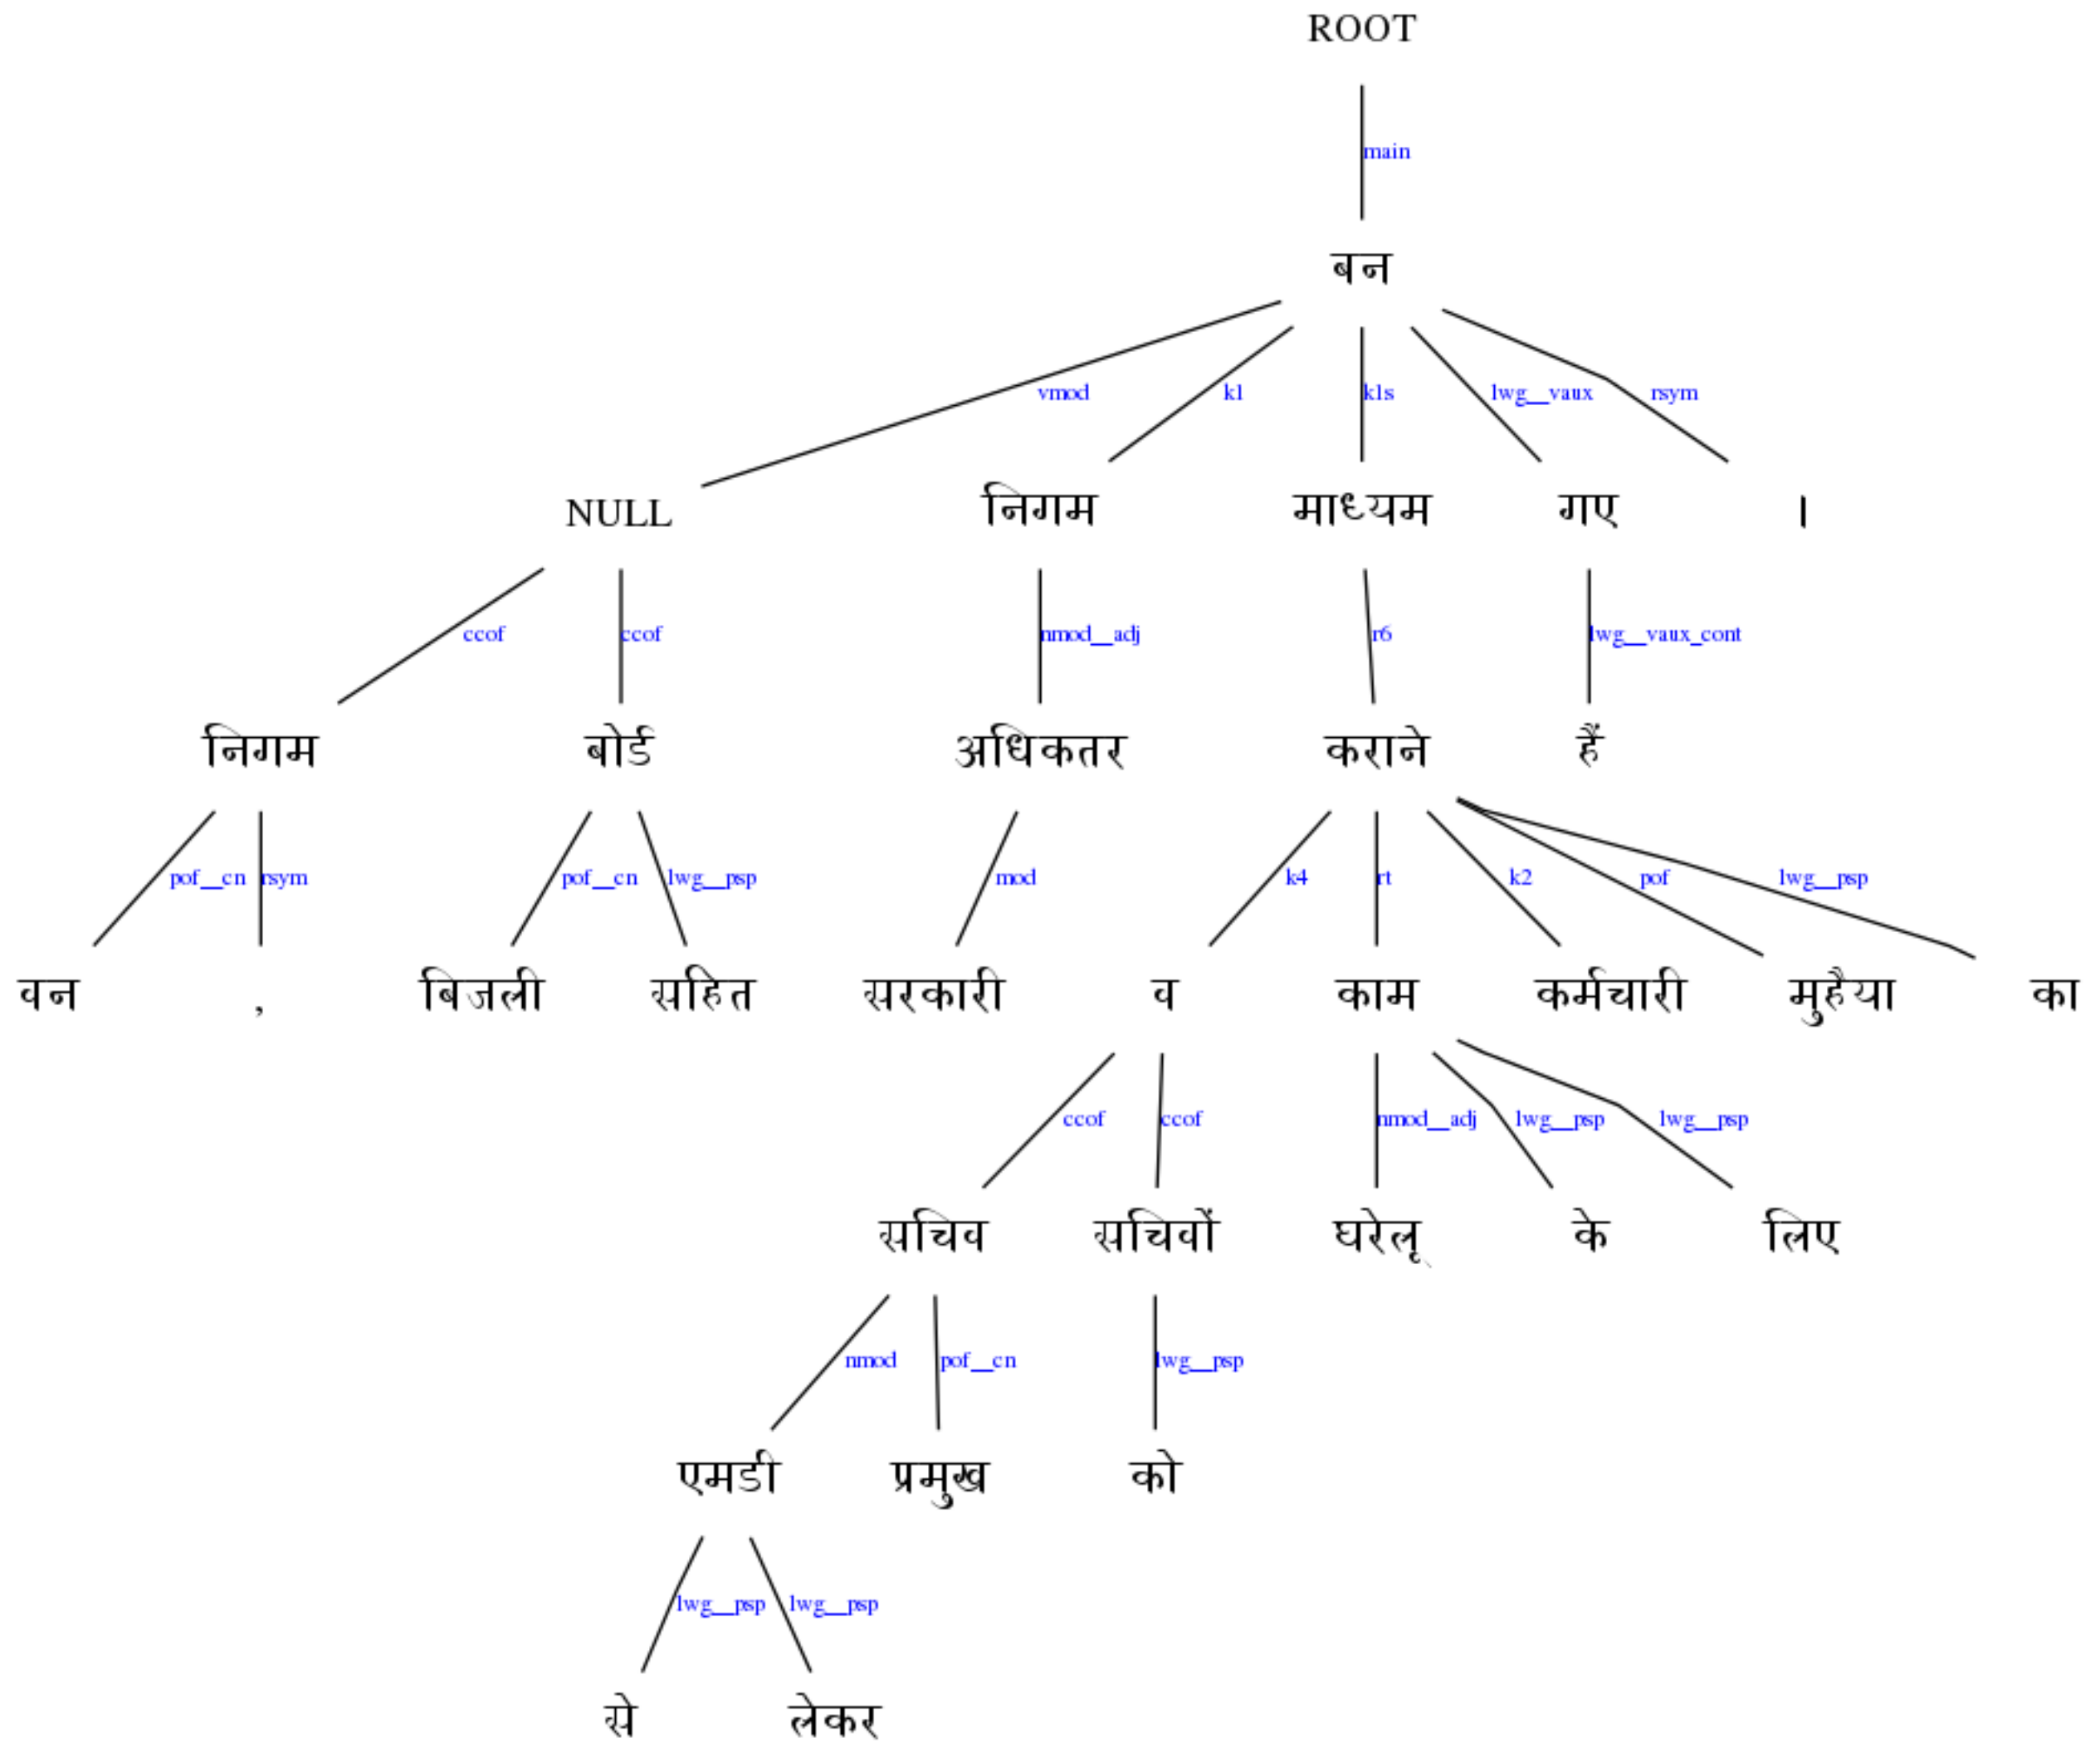 ROOT
main
बन
vmod k1 k1s lwg__vaux rsym
NULL निगम माध्यम गए ।
ccof ccof nmod__adj r6 lwg__vaux_cont
निगम बोर्ड अधिकतर कराने हैं
pof__cn rsym pof__cn lwg__psp mod k4 rt k2 pof lwg__psp
वन , बिजली सहित सरकारी व काम कर्मचारी मुहैया का
ccof ccof nmod__adj lwg__psp lwg__psp
सचिव सचिवों घरेलू के लिए
nmod pof__cn lwg__psp
एमडी प्रमुख को
lwg__psp lwg__psp
से लेकर